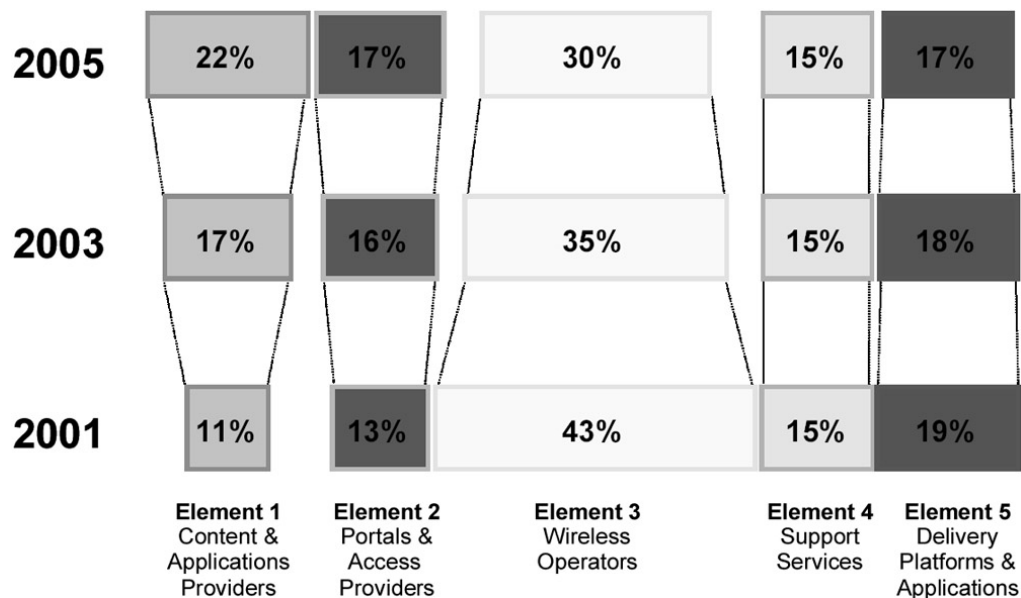 2005 22% 17% 30% 15% 17%
2003 17% 16% 35% 15% 18%
2001 11% 13% 43% 15% 19%
Element 1 Element 2 Element 3 Element 4 Element 5
Content & Portals & Wireless Support Delivery
Applications Access Operators Services Platforms &
Providers Providers Applications